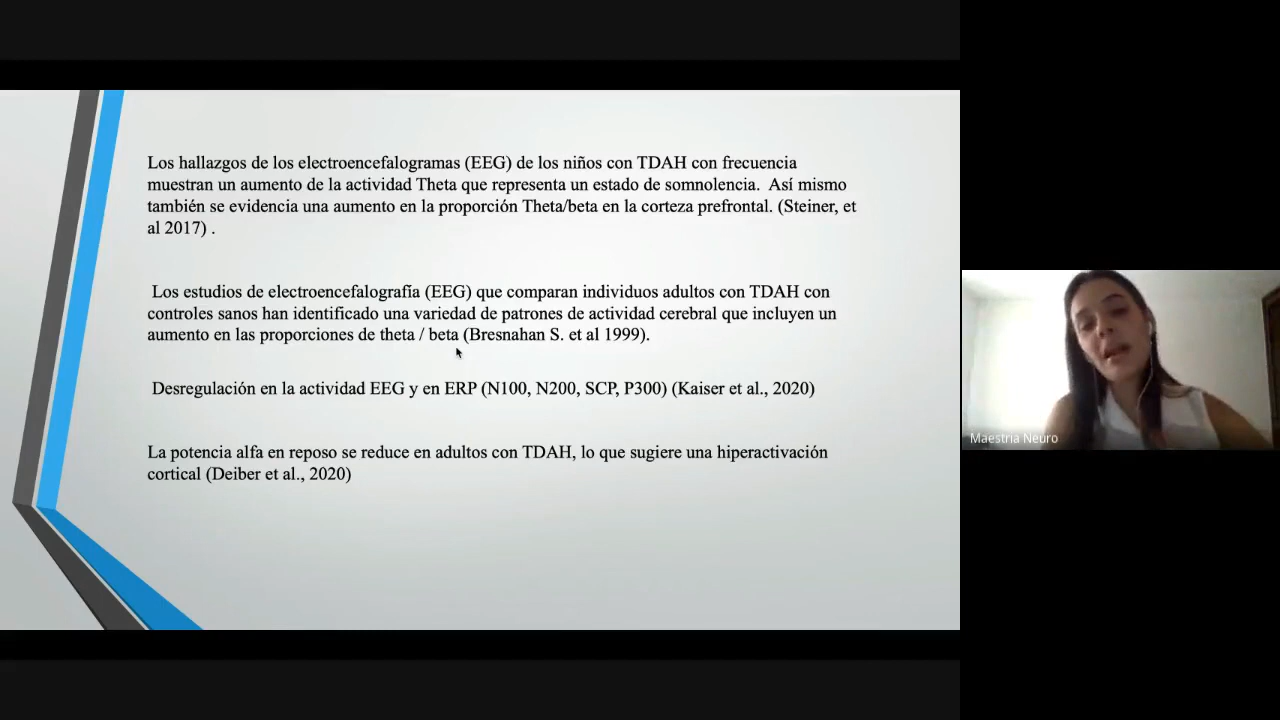 Los hallazgos de los electroencefalogramas (EEG) de los niños con TDAH con frecuencia
muestran un aumento de la actividad Theta que representa un estado de somnolencia. Así mismo
también se evidencia una aumento en la proporción Theta/beta en la corteza prefrontal. (Steiner, et
al 2017) .
Los estudios de electroencefalografía (EEG) que comparan individuos adultos con TDAH con
controles sanos han identificado una variedad de patrones de actividad cerebral que incluyen un
aumento en las proporciones de theta / beta (Bresnahan S. et al 1999).
Desregulación en la actividad EEG y en ERP (N100, N200, SCP, P300) (Kaiser et al., 2020)
La potencia alfa en reposo se reduce en adultos con TDAH, lo que sugiere una hiperactivación
cortical (Deiber et al., 2020)
Maestria Neuro